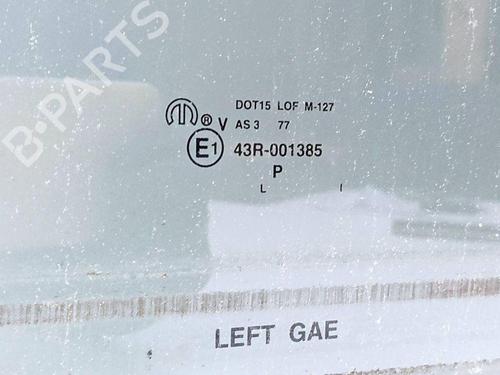 B-PARTS
DOT15 LOF M-127
® V AS 3 77
E1 43R-001385
P
L I
LEFT GAE